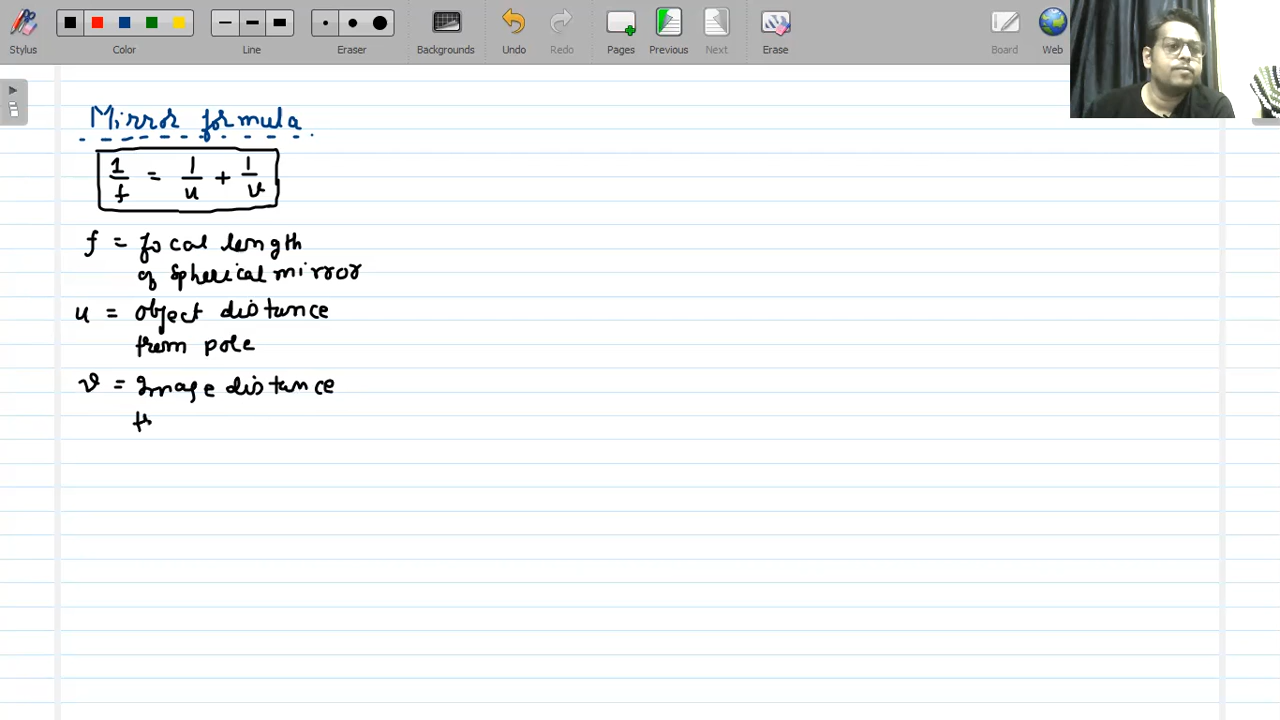 Stylus
Color
Line
Eraser
Backgrounds
Undo
Redo
Pages
Previous
Next
Erase
Board
Web
Mirror formula.
1/f = 1/u + 1/v
f = focal length
of spherical mirror
u = object distance
from pole
v = Image distance
fr